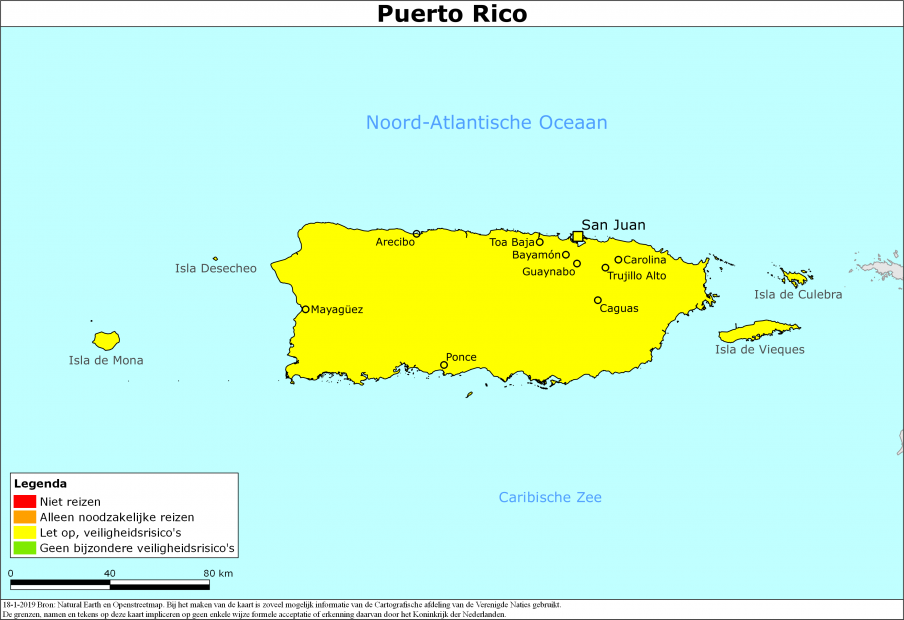 Puerto Rico
Noord-Atlantische Oceaan
San Juan
Arecibo
Toa Baja
Bayamón
Carolina
Isla Desecheo
Guaynabo
Trujillo Alto
Isla de Culebra
Mayagüez
Caguas
Isla de Mona
Isla de Vieques
Ponce
Caribische Zee
Legenda
Niet reizen
Alleen noodzakelijke reizen
Let op, veiligheidsrisico's
Geen bijzondere veiligheidsrisico's
0 40 80 km
18-1-2019 Bron: Natural Earth en Openstreetmap. Bij het maken van de kaart is zoveel mogelijk informatie van de Cartografische afdeling van de Verenigde Naties gebruikt.
De grenzen, namen en tekens op deze kaart impliceren op geen enkele wijze formele acceptatie of erkenning daarvan door het Koninkrijk der Nederlanden.